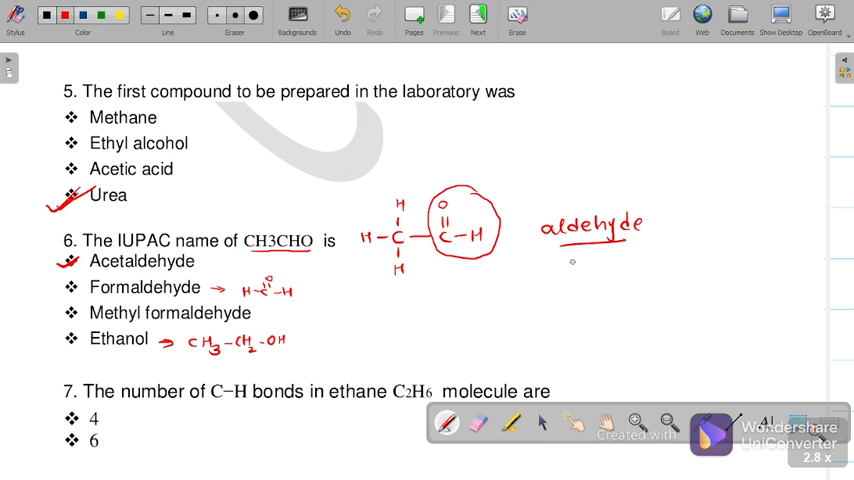 Stylus
Color
Line
Eraser
Backgrounds
Undo
Redo
Pages
Previous
Next
Erase
Board
Web
Documents
Show Desktop
OpenBoard
5. The first compound to be prepared in the laboratory was
❖ Methane
❖ Ethyl alcohol
❖ Acetic acid
❖ Urea
6. The IUPAC name of CH3CHO is
❖ Acetaldehyde
❖ Formaldehyde → H-C-H
O
❖ Methyl formaldehyde
❖ Ethanol → CH3-CH2-OH
H O
H-C-C-H
H
aldehyde
7. The number of C−H bonds in ethane C2H6 molecule are
❖ 4
❖ 6
Created with
Wondershare
UniConverter
2.8 x